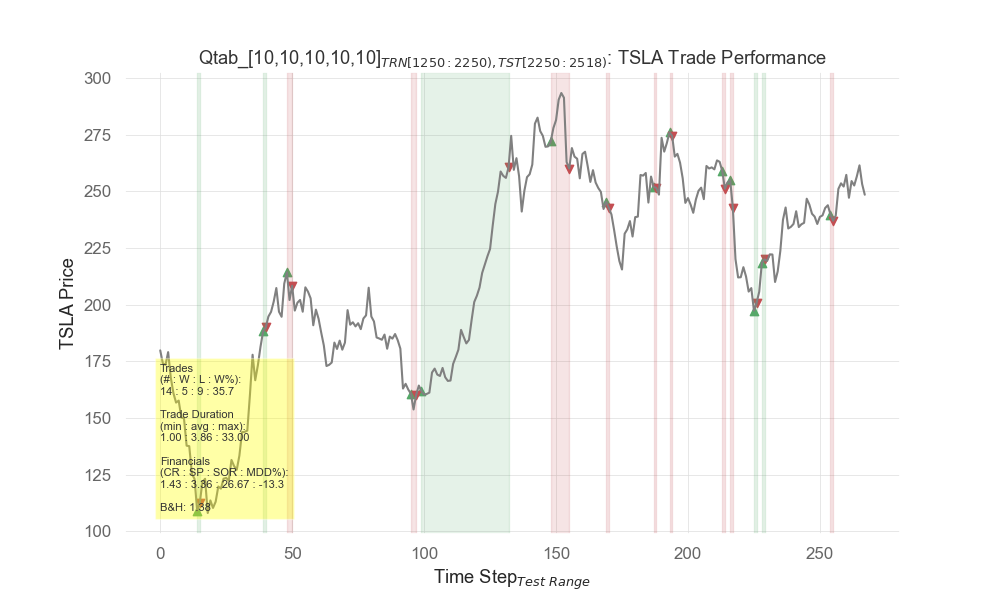 Qtab_[10,10,10,10,10]TRN[1250:2250),TST[2250:2518): TSLA Trade Performance
300
275
250
225
200
175
150
125
100
TSLA Price
Trades
(# : W : L : W%):
14 : 5 : 9 : 35.7
Trade Duration
(min : avg : max):
1.00 : 3.86 : 33.00
Financials
(CR : SP : SOR : MDD%):
1.43 : 3.36 : 26.67 : -13.3
B&H: 1.38
0
50
100
150
200
250
Time StepTest Range